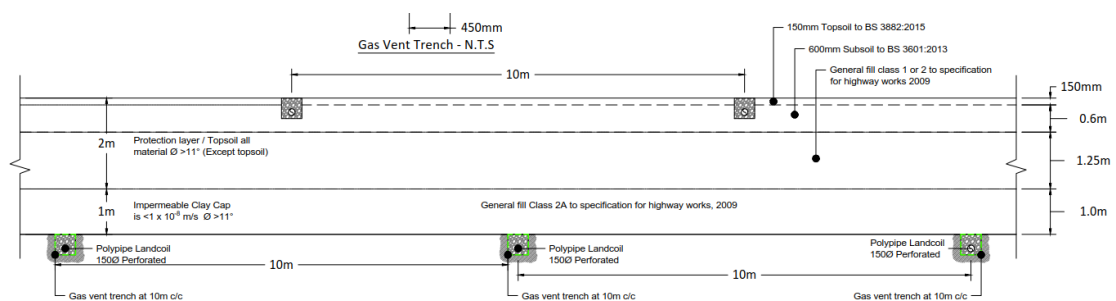 450mm
Gas Vent Trench - N.T.S
150mm Topsoil to BS 3882:2015
600mm Subsoil to BS 3601:2013
General fill class 1 or 2 to specification
for highway works 2009
10m
150mm
0.6m
2m
Protection layer / Topsoil all
material Ø >11° (Except topsoil)
1.25m
1m
Impermeable Clay Cap
is <1 x 10⁻⁸ m/s Ø >11°
General fill Class 2A to specification for highway works, 2009
1.0m
Polypipe Landcoil
150Ø Perforated
Polypipe Landcoil
150Ø Perforated
Polypipe Landcoil
150Ø Perforated
10m
10m
Gas vent trench at 10m c/c
Gas vent trench at 10m c/c
Gas vent trench at 10m c/c